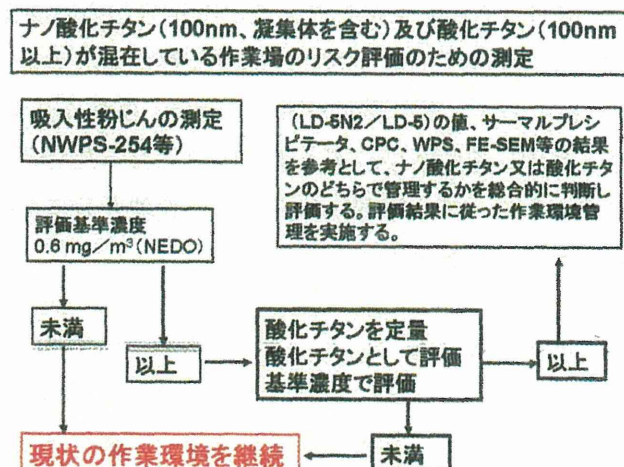 ナノ酸化チタン(100nm、凝集体を含む)及び酸化チタン(100nm
以上)が混在している作業場のリスク評価のための測定
吸入性粉じんの測定
(NWPS-254等)
評価基準濃度
0.6 mg/m³(NEDO)
未満
以上
酸化チタンを定量
酸化チタンとして評価
基準濃度で評価
以上
(LD-5N2/LD-5)の値、サーマルプレシ
ピテータ、CPC、WPS、FE-SEM等の結果
を参考として、ナノ酸化チタン又は酸化チ
タンのどちらで管理するかを総合的に判断し
評価する。評価結果に従った作業環境管
理を実施する。
未満
現状の作業環境を継続